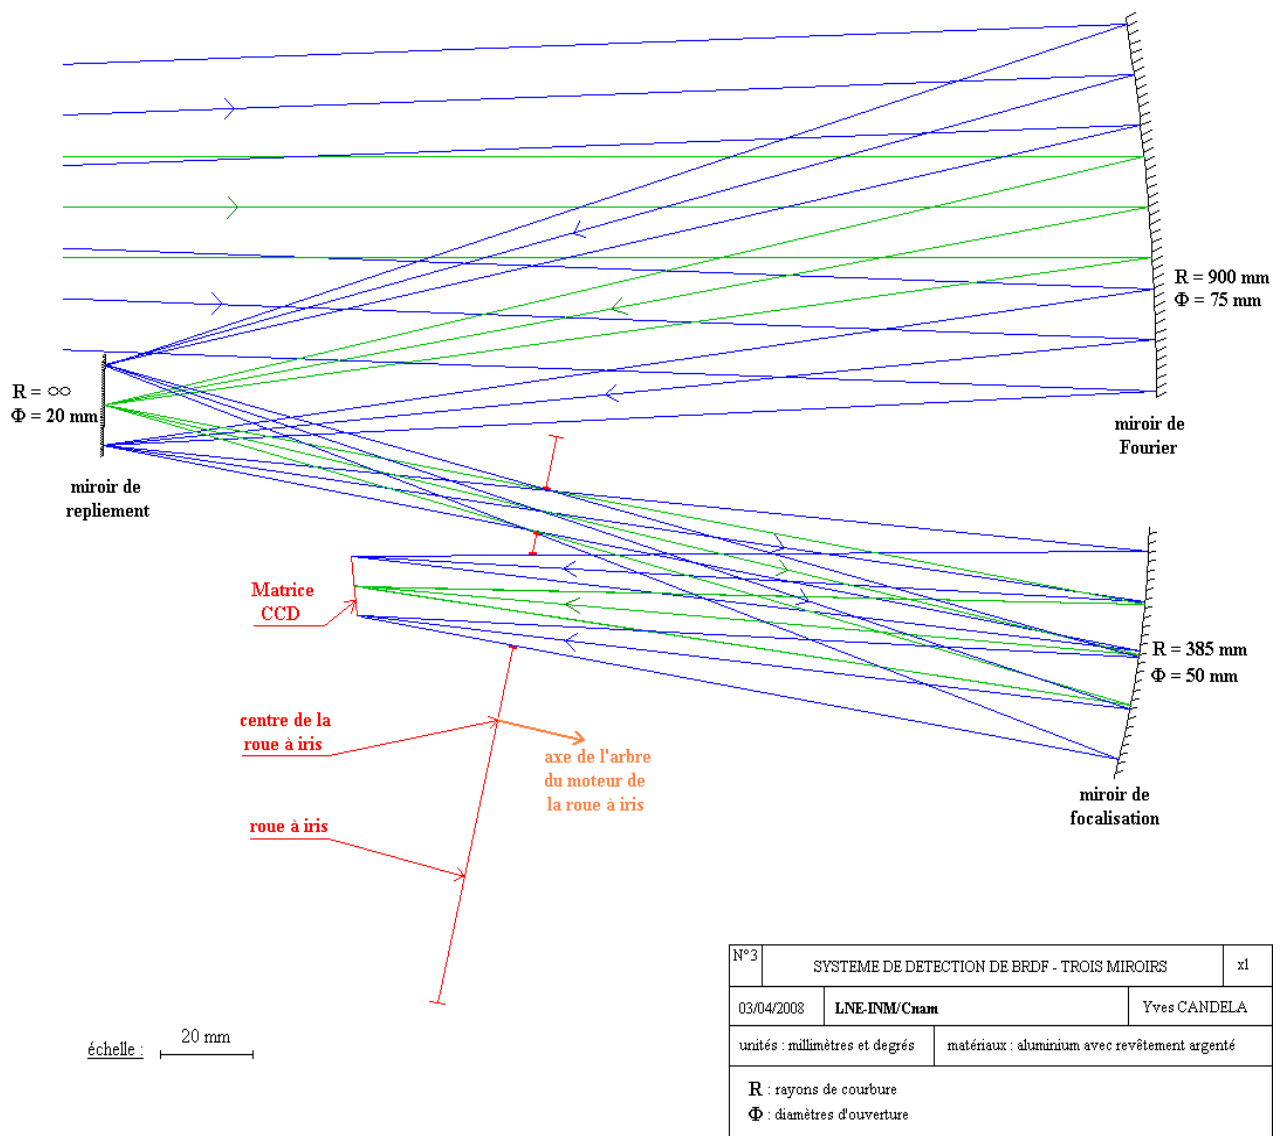 R = 900 mm
Φ = 75 mm
R = ∞
Φ = 20 mm
miroir de
Fourier
miroir de
repliement
Matrice
CCD
R = 385 mm
Φ = 50 mm
centre de la
roue à iris
axe de l'arbre
du moteur de
la roue à iris
miroir de
focalisation
roue à iris
échelle :
20 mm
N°3
SYSTEME DE DETECTION DE BRDF - TROIS MIROIRS
x1
03/04/2008
LNE-INM/Cnam
Yves CANDELA
unités : millimètres et degrés
matériaux : aluminium avec revêtement argenté
R : rayons de courbure
Φ : diamètres d'ouverture